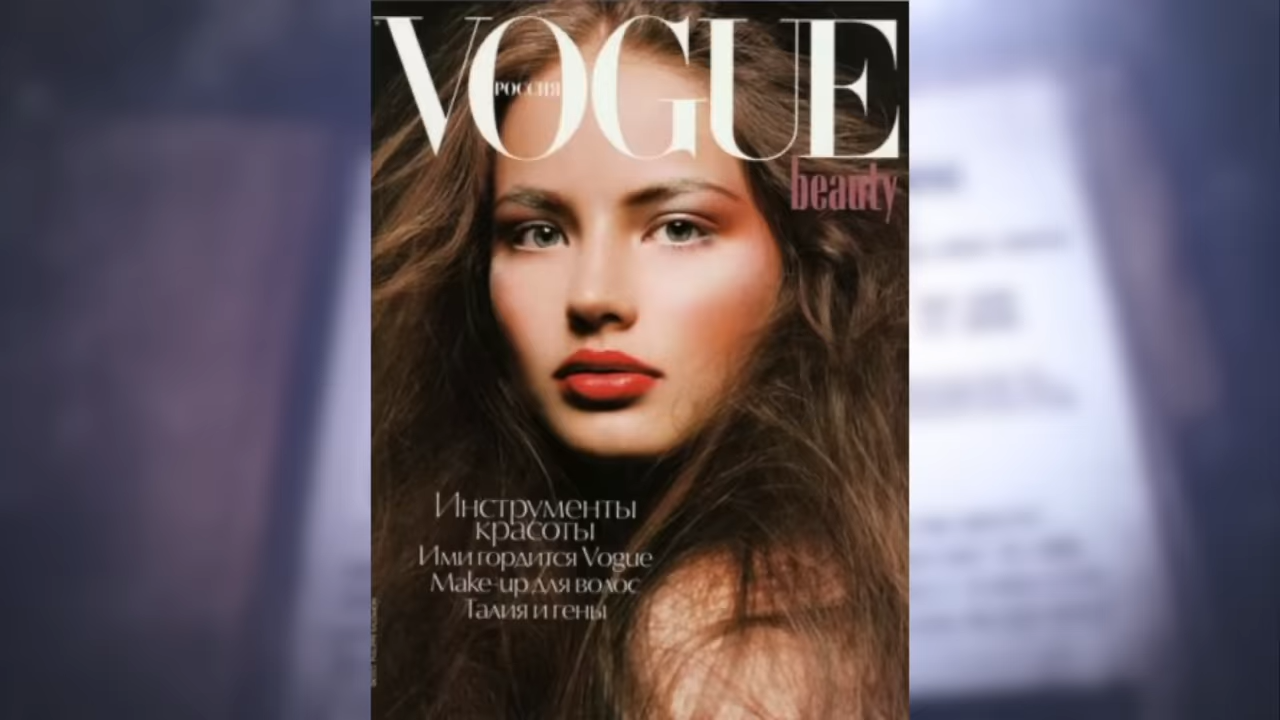 VOGUE
РОССИЯ
beauty
Инструменты
красоты
Ими гордится Vogue
Make-up для волос
Талия и гены